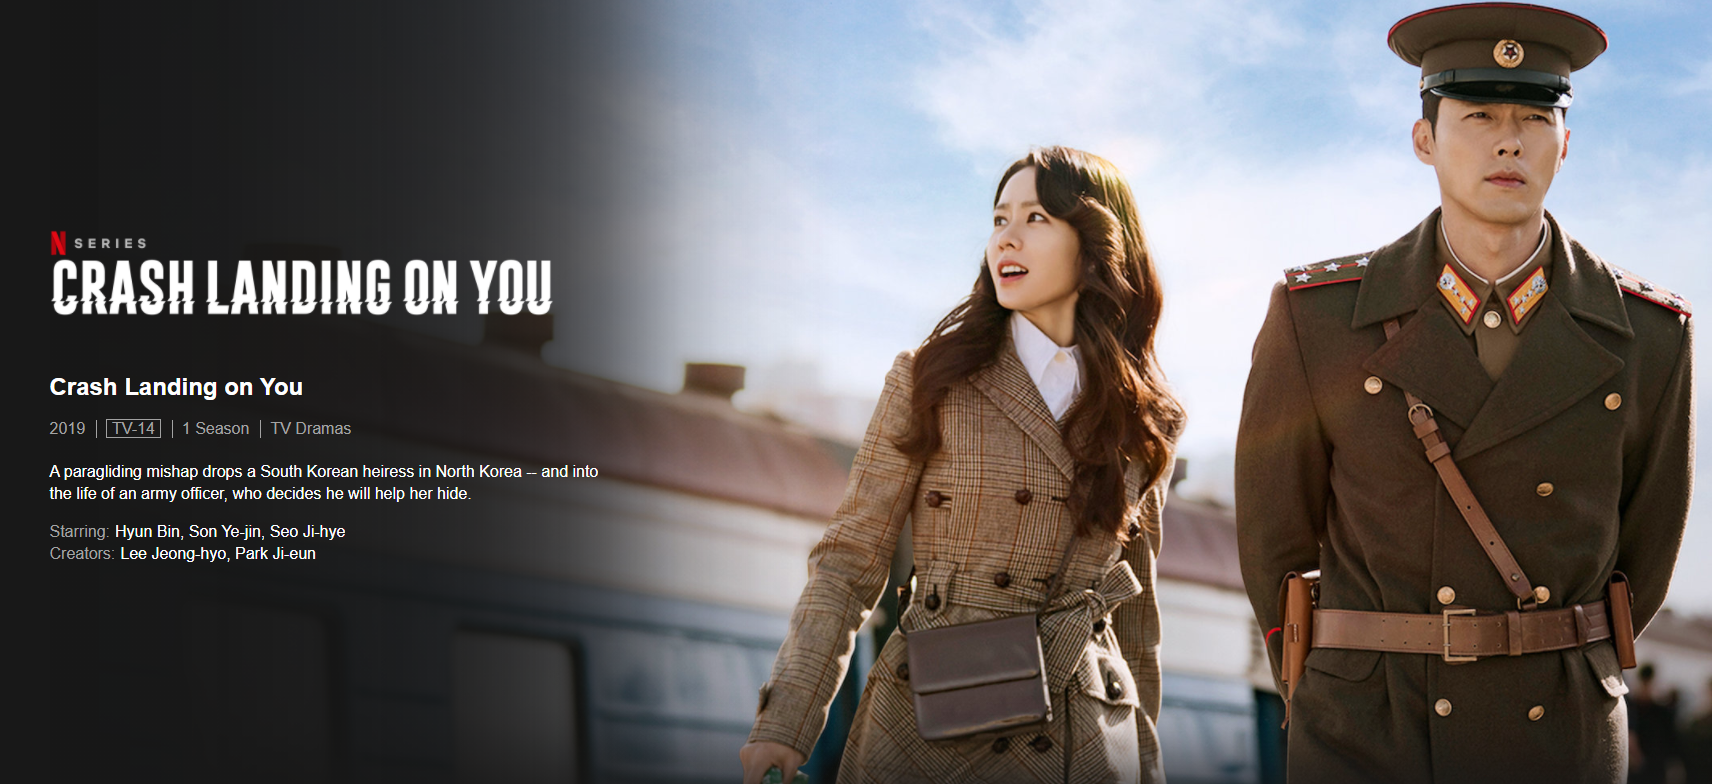 N SERIES
CRASH LANDING ON YOU
Crash Landing on You
2019 | TV-14 | 1 Season | TV Dramas
A paragliding mishap drops a South Korean heiress in North Korea -- and into
the life of an army officer, who decides he will help her hide.
Starring: Hyun Bin, Son Ye-jin, Seo Ji-hye
Creators: Lee Jeong-hyo, Park Ji-eun